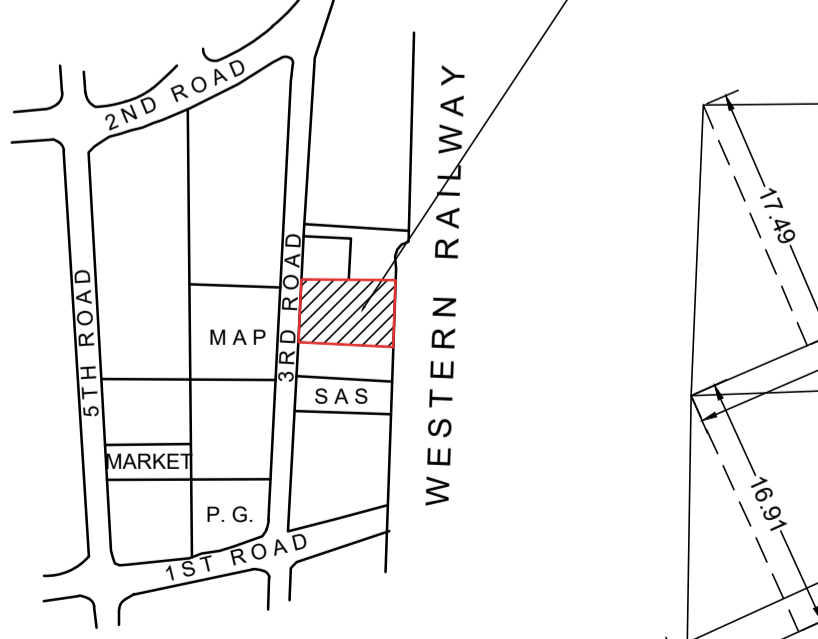 2ND ROAD
WESTERN RAILWAY
17.49
3RD ROAD
5TH ROAD
MAP
SAS
MARKET
P. G.
16.91
1ST ROAD